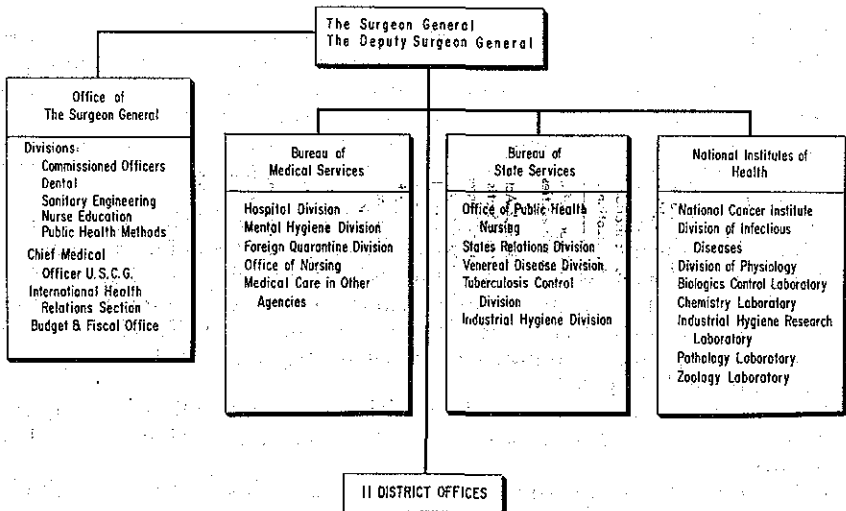 The Surgeon General
The Deputy Surgeon General
Office of
The Surgeon General
Divisions:
Commissioned Officers
Dental
Sanitary Engineering
Nurse Education
Public Health Methods
Chief Medical
Officer U.S.C.G.
International Health
Relations Section
Budget & Fiscal Office
Bureau of
Medical Services
Hospital Division
Mental Hygiene Division
Foreign Quarantine Division
Office of Nursing
Medical Care in Other
Agencies
Bureau of
State Services
Office of Public Health
Nursing
States Relations Division
Venereal Disease Division
Tuberculosis Control
Division
Industrial Hygiene Division
National Institutes of
Health
National Cancer Institute
Division of Infectious
Diseases
Division of Physiology
Biologics Control Laboratory
Chemistry Laboratory
Industrial Hygiene Research
Laboratory
Pathology Laboratory
Zoology Laboratory
11 DISTRICT OFFICES